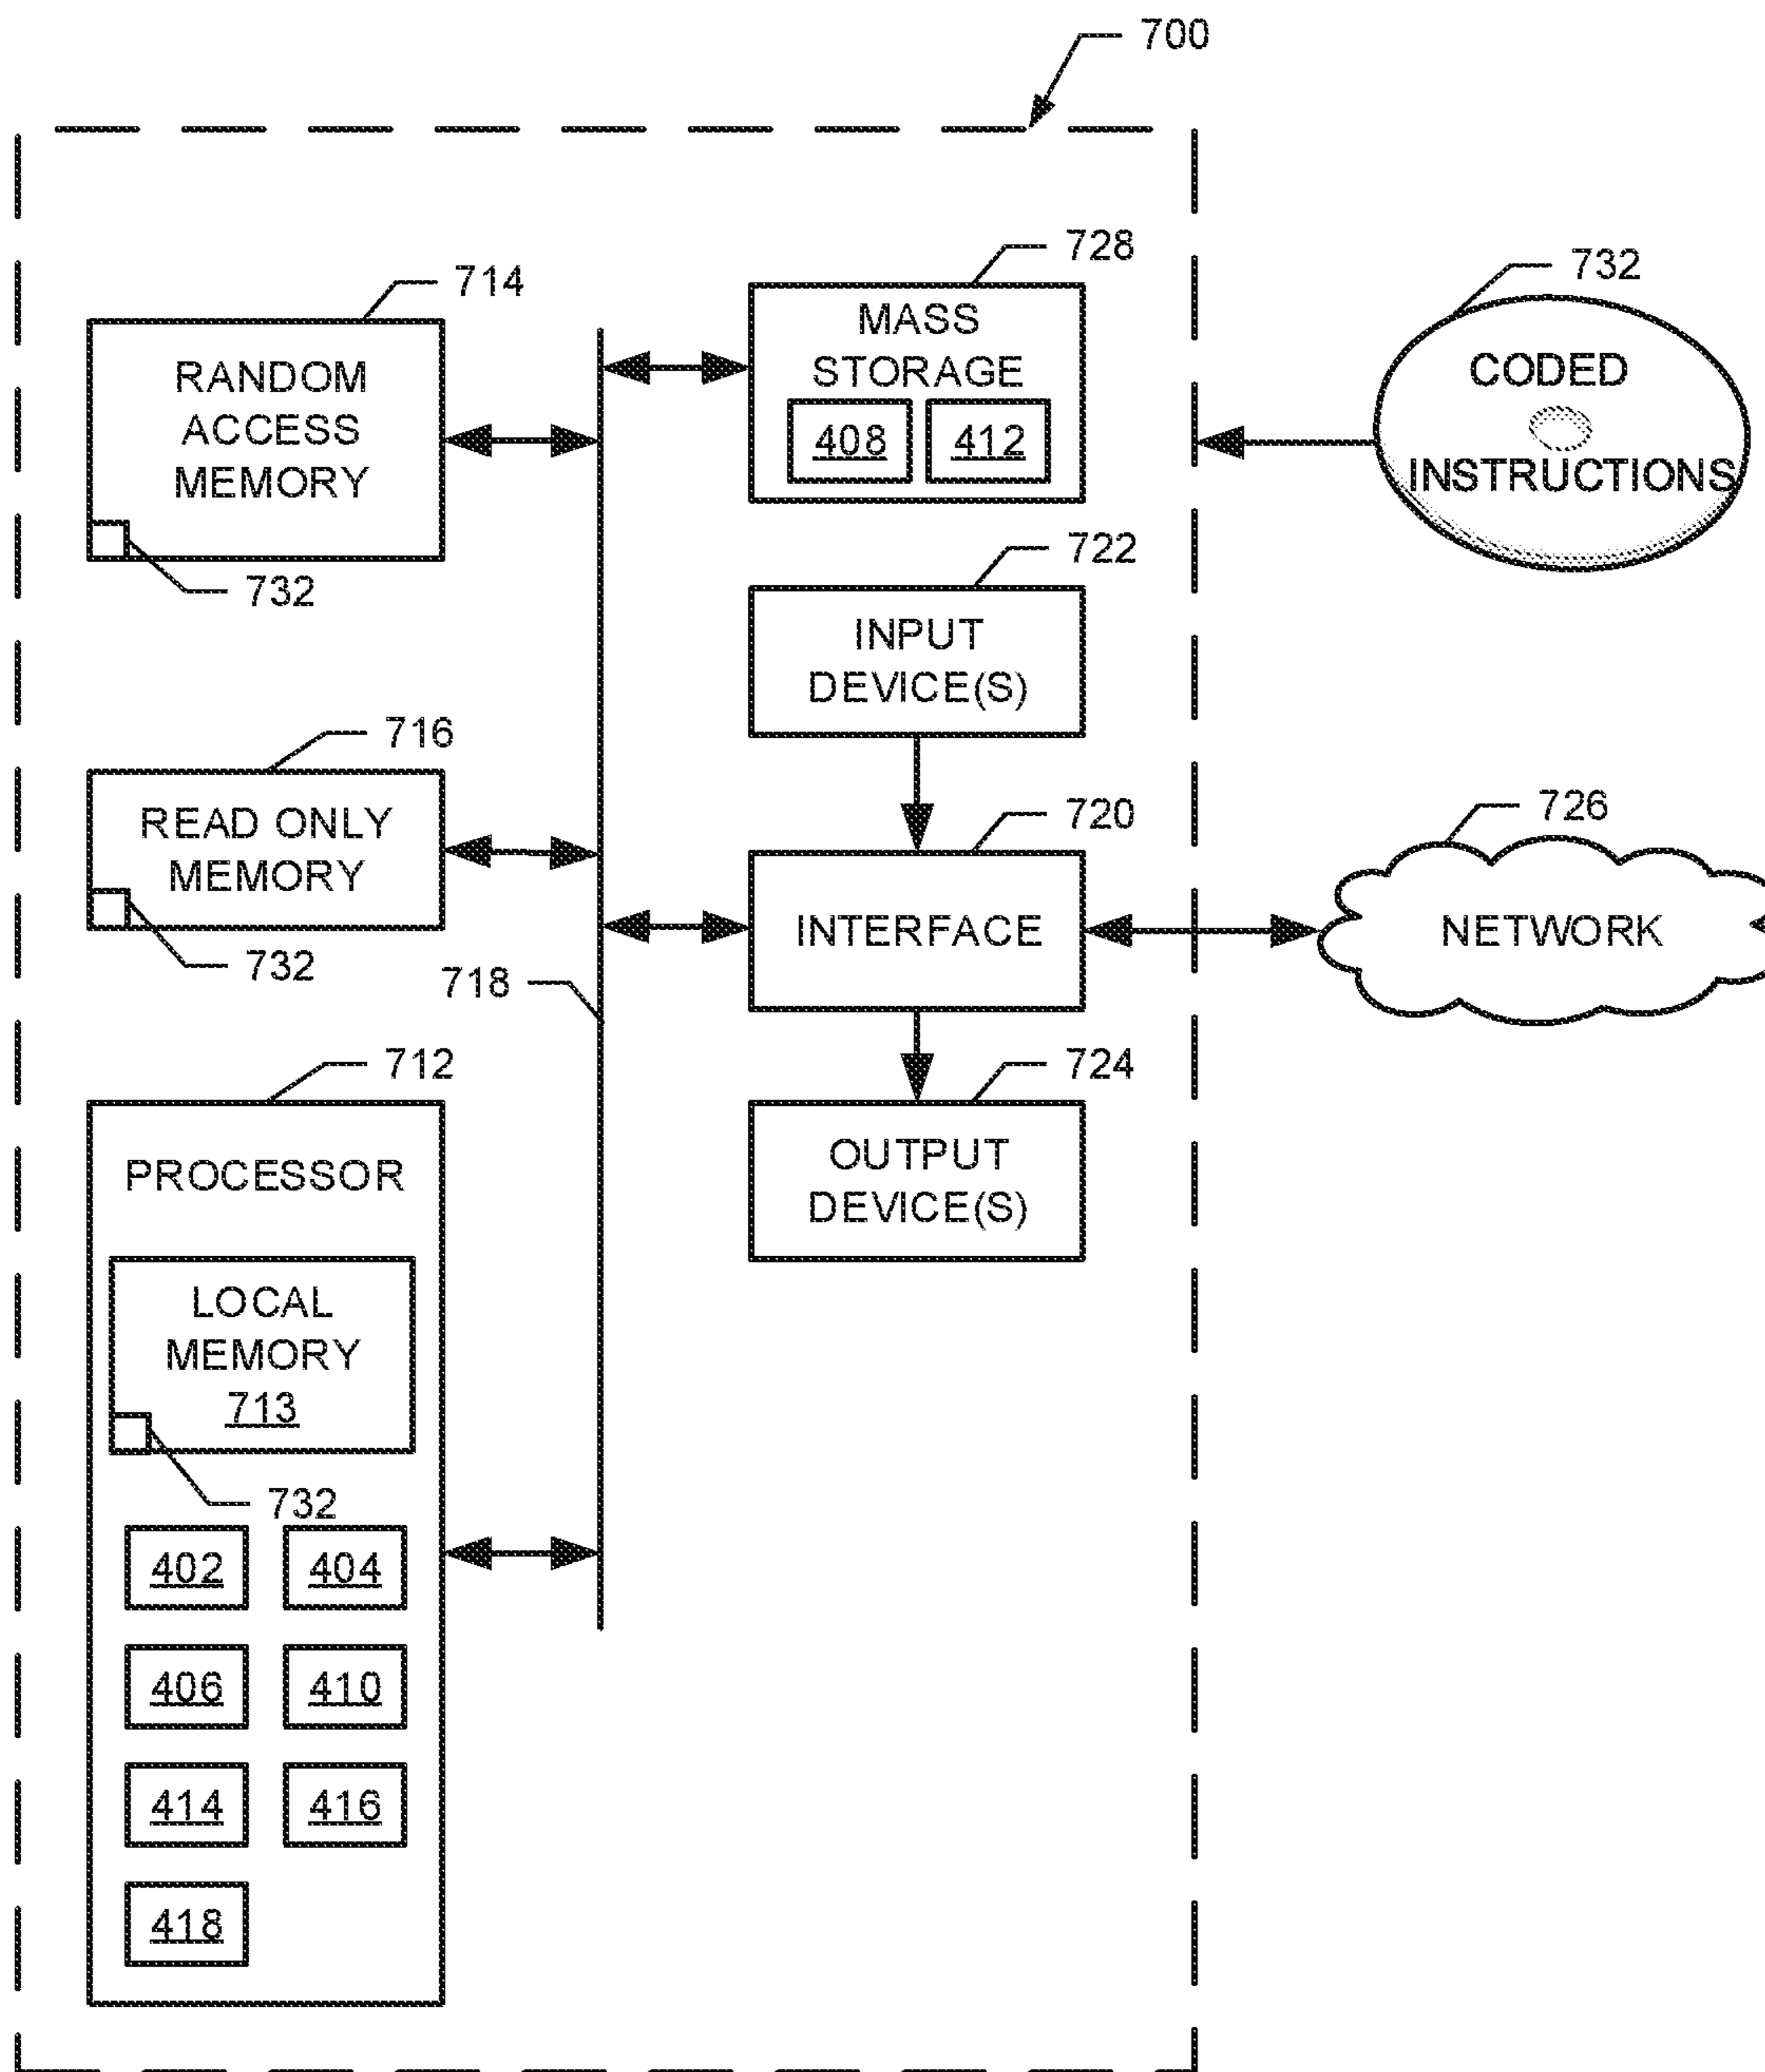 700
728
732
714
MASS
STORAGE
408 412
RANDOM
ACCESS
MEMORY
CODED
INSTRUCTIONS
732
722
INPUT
DEVICE(S)
716
720
726
READ ONLY
MEMORY
INTERFACE
NETWORK
732
718
712
724
PROCESSOR
OUTPUT
DEVICE(S)
LOCAL
MEMORY
713
732
402 404
406 410
414 416
418